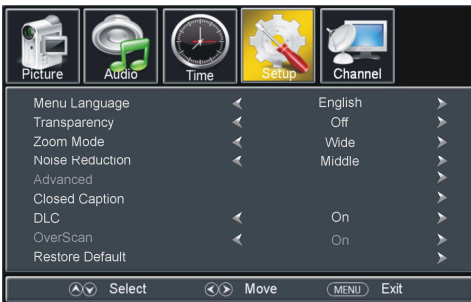 Picture Audio Time Setup Channel
Menu Language English
Transparency Off
Zoom Mode Wide
Noise Reduction Middle
Advanced
Closed Caption
DLC On
OverScan On
Restore Default
Select Move MENU Exit